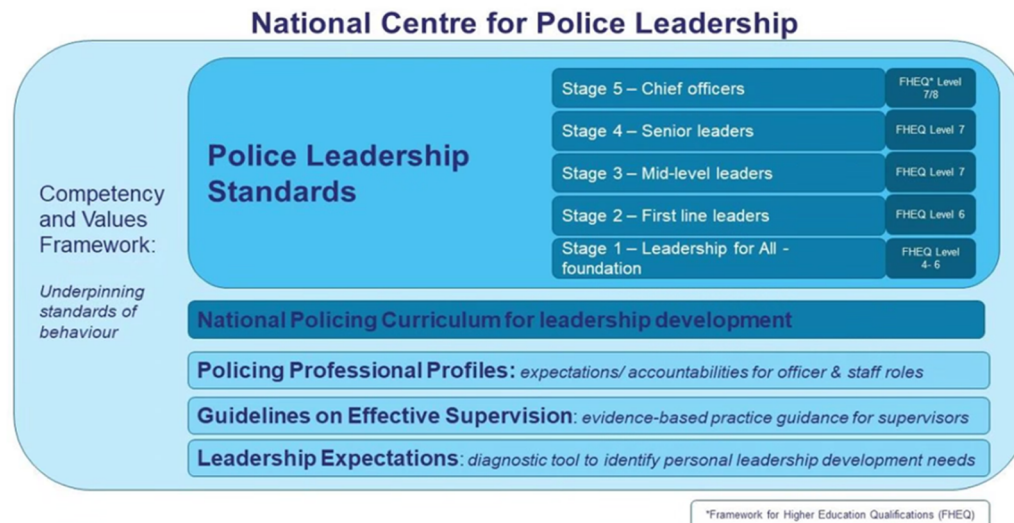 National Centre for Police Leadership
Competency
and Values
Framework:
Underpinning
standards of
behaviour
Police Leadership
Standards
Stage 5 – Chief officers
FHEQ* Level
7/8
Stage 4 – Senior leaders
FHEQ Level 7
Stage 3 – Mid-level leaders
FHEQ Level 7
Stage 2 – First line leaders
FHEQ Level 6
Stage 1 – Leadership for All -
foundation
FHEQ Level
4- 6
National Policing Curriculum for leadership development
Policing Professional Profiles: expectations/ accountabilities for officer & staff roles
Guidelines on Effective Supervision: evidence-based practice guidance for supervisors
Leadership Expectations: diagnostic tool to identify personal leadership development needs
*Framework for Higher Education Qualifications (FHEQ)